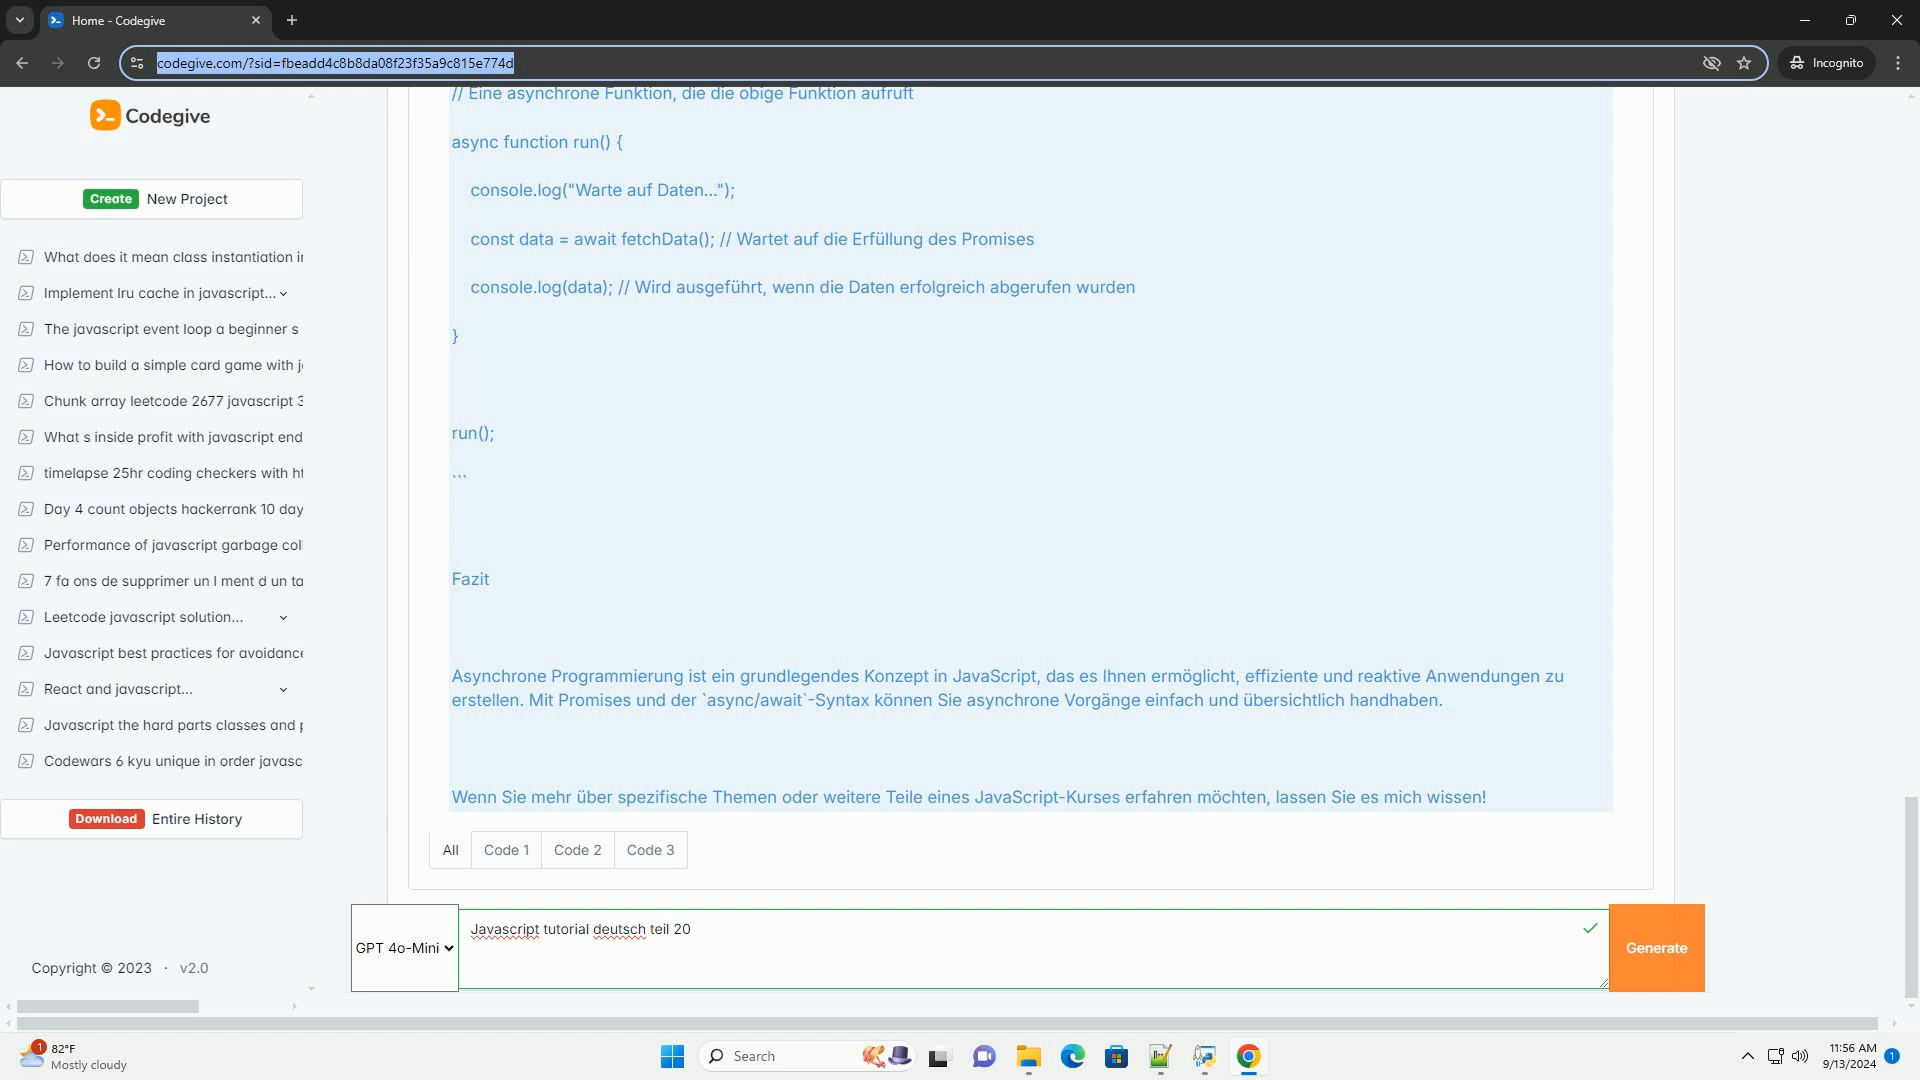 Home - Codegive
codegive.com/?sid=fbeadd4c8b8da08f23f35a9c815e774d
Incognito
Codegive
Create New Project
What does it mean class instantiation i
Implement lru cache in javascript...
The javascript event loop a beginner s
How to build a simple card game with j
Chunk array leetcode 2677 javascript 3
What s inside profit with javascript end
timelapse 25hr coding checkers with ht
Day 4 count objects hackerrank 10 day
Performance of javascript garbage coll
7 fa ons de supprimer un l ment d un ta
Leetcode javascript solution...
Javascript best practices for avoidance
React and javascript...
Javascript the hard parts classes and p
Codewars 6 kyu unique in order javasc
Download Entire History
Copyright © 2023 · v2.0
// Eine asynchrone Funktion, die die obige Funktion aufruft
async function run() {
console.log("Warte auf Daten...");
const data = await fetchData(); // Wartet auf die Erfüllung des Promises
console.log(data); // Wird ausgeführt, wenn die Daten erfolgreich abgerufen wurden
}
run();
```
Fazit
Asynchrone Programmierung ist ein grundlegendes Konzept in JavaScript, das es Ihnen ermöglicht, effiziente und reaktive Anwendungen zu
erstellen. Mit Promises und der `async/await`-Syntax können Sie asynchrone Vorgänge einfach und übersichtlich handhaben.
Wenn Sie mehr über spezifische Themen oder weitere Teile eines JavaScript-Kurses erfahren möchten, lassen Sie es mich wissen!
All Code 1 Code 2 Code 3
GPT 4o-Mini
Javascript tutorial deutsch teil 20
Generate
1
82°F
Mostly cloudy
Search
11:56 AM
9/13/2024
1